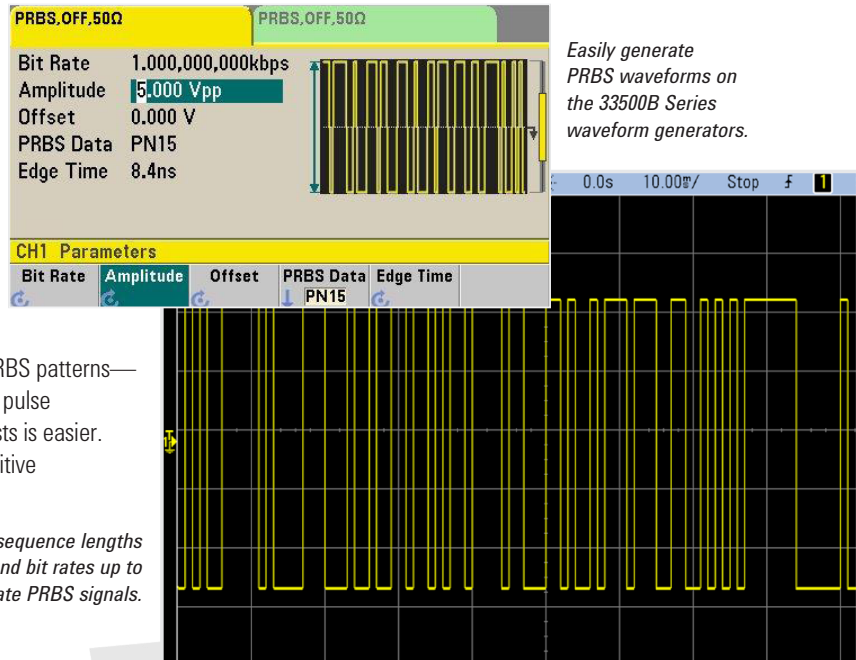 PRBS,OFF,50Ω
PRBS,OFF,50Ω
Bit Rate 1.000,000,000kbps
Amplitude 5.000 Vpp
Offset 0.000 V
PRBS Data PN15
Edge Time 8.4ns
CH1 Parameters
Bit Rate Amplitude Offset PRBS Data Edge Time
PN15
Easily generate
PRBS waveforms on
the 33500B Series
waveform generators.
0.0s 10.00㎷/ Stop 1
RBS patterns—
pulse
sts is easier.
itive
sequence lengths
nd bit rates up to
ate PRBS signals.